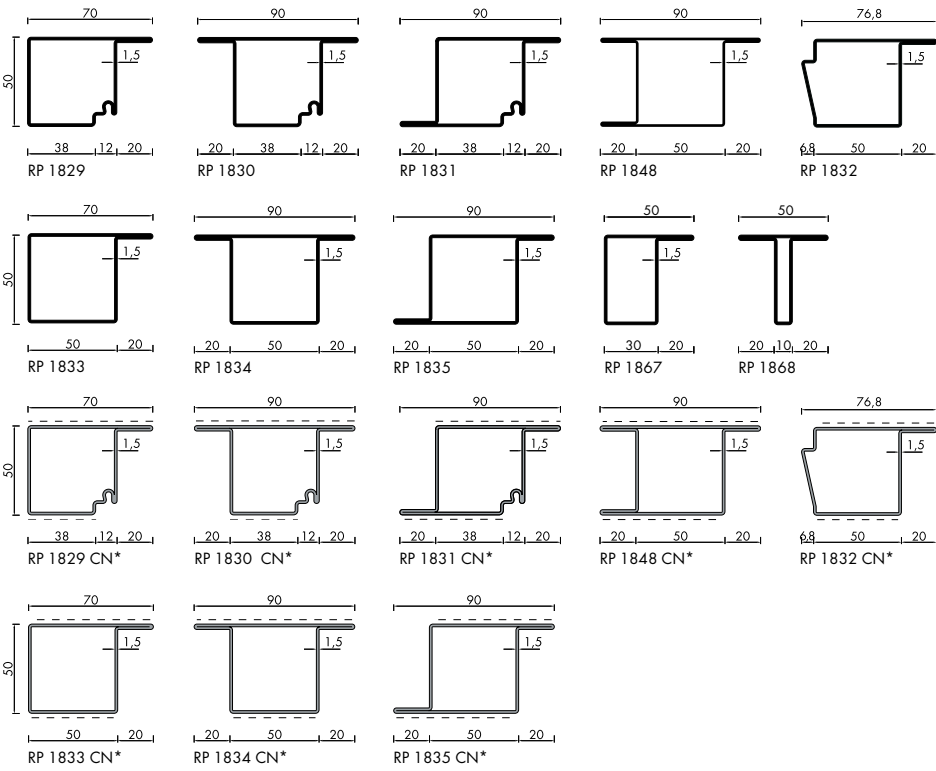 70 90 90 90 76,8
50 1,5 1,5 1,5 1,5 1,5
38 12 20 20 38 12 20 20 38 12 20 20 50 20 6,8 50 20
RP 1829 RP 1830 RP 1831 RP 1848 RP 1832
70 90 90 50 50
50 1,5 1,5 1,5 1,5
50 20 20 50 20 20 50 20 30 20 20 10 20
RP 1833 RP 1834 RP 1835 RP 1867 RP 1868
70 90 90 90 76,8
50 1,5 1,5 1,5 1,5 1,5
38 12 20 20 38 12 20 20 38 12 20 20 50 20 6,8 50 20
RP 1829 CN* RP 1830 CN* RP 1831 CN* RP 1848 CN* RP 1832 CN*
70 90 90
50 1,5 1,5 1,5
50 20 20 50 20 20 50 20
RP 1833 CN* RP 1834 CN* RP 1835 CN*